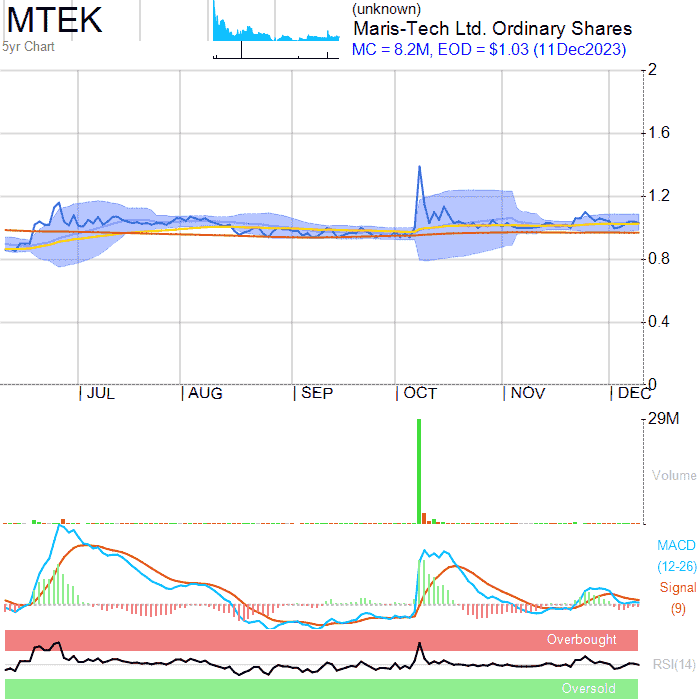 MTEK
5yr Chart
(unknown)
Maris-Tech Ltd. Ordinary Shares
MC = 8.2M, EOD = $1.03 (11Dec2023)
2
1.6
1.2
0.8
0.4
0
JUL
AUG
SEP
OCT
NOV
DEC
29M
Volume
MACD
(12-26)
Signal
(9)
Overbought
RSI(14)
Oversold